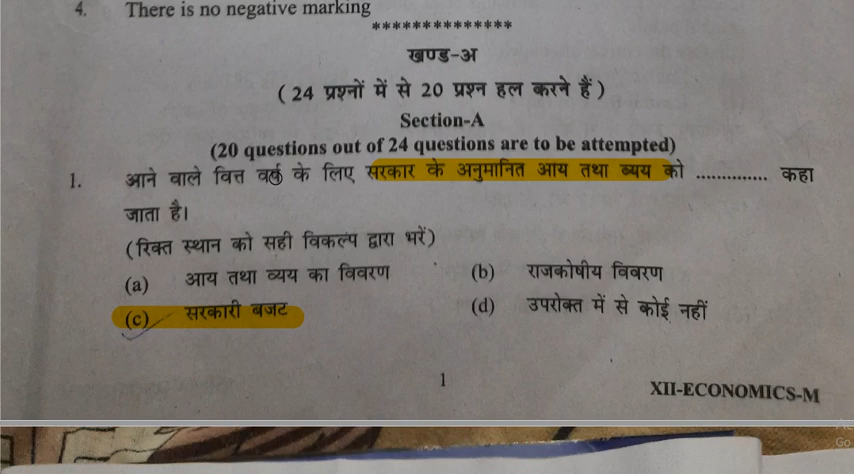 4. There is no negative marking
**************
खण्ड-अ
( 24 प्रश्नों में से 20 प्रश्न हल करने हैं )
Section-A
(20 questions out of 24 questions are to be attempted)
1. आने वाले वित्त वर्ष के लिए सरकार के अनुमानित आय तथा व्यय को .............. कहा
जाता है।
(रिक्त स्थान को सही विकल्प द्वारा भरें)
(a) आय तथा व्यय का विवरण (b) राजकोषीय विवरण
(c) सरकारी बजट (d) उपरोक्त में से कोई नहीं
1
XII-ECONOMICS-M
Go